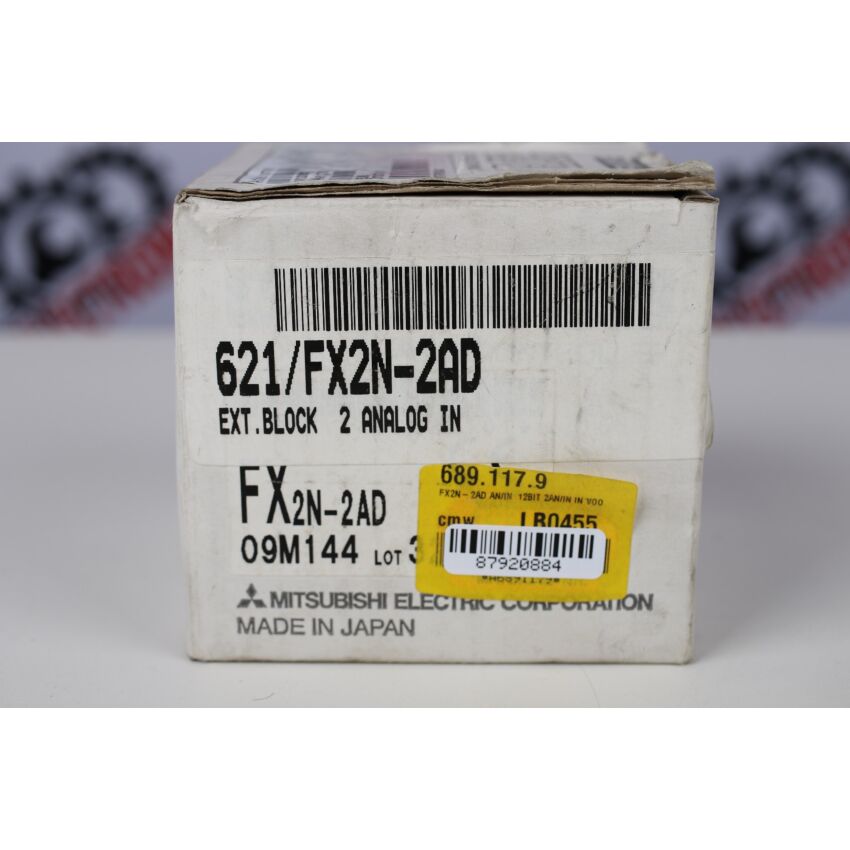 621/FX2N-2AD
EXT.BLOCK 2 ANALOG IN
FX2N-2AD
09M144 LOT
689.117.9
FX2N - 2AD AN/IN 12BIT 2AN/IN IN
cmw LB0455
87920884
*A6891179*
MITSUBISHI ELECTRIC CORPORATION
MADE IN JAPAN